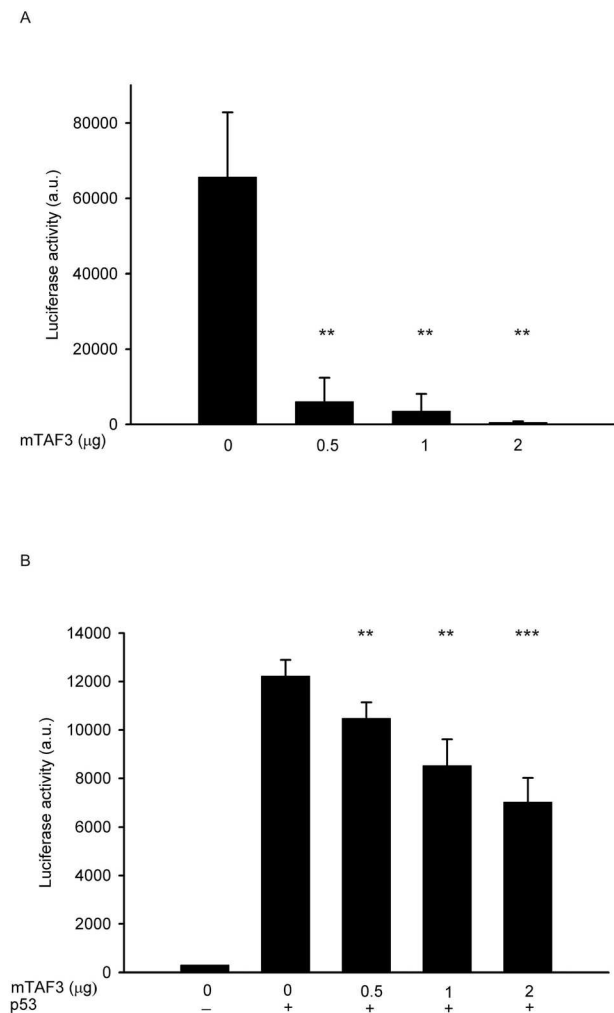 A
Luciferase activity (a.u.)
80000
60000
40000
20000
0
** ** **
mTAF3 (μg)
0 0.5 1 2
B
Luciferase activity (a.u.)
14000
12000
10000
8000
6000
4000
2000
0
** ** ***
mTAF3 (μg) 0 0 0.5 1 2
p53 – + + + +